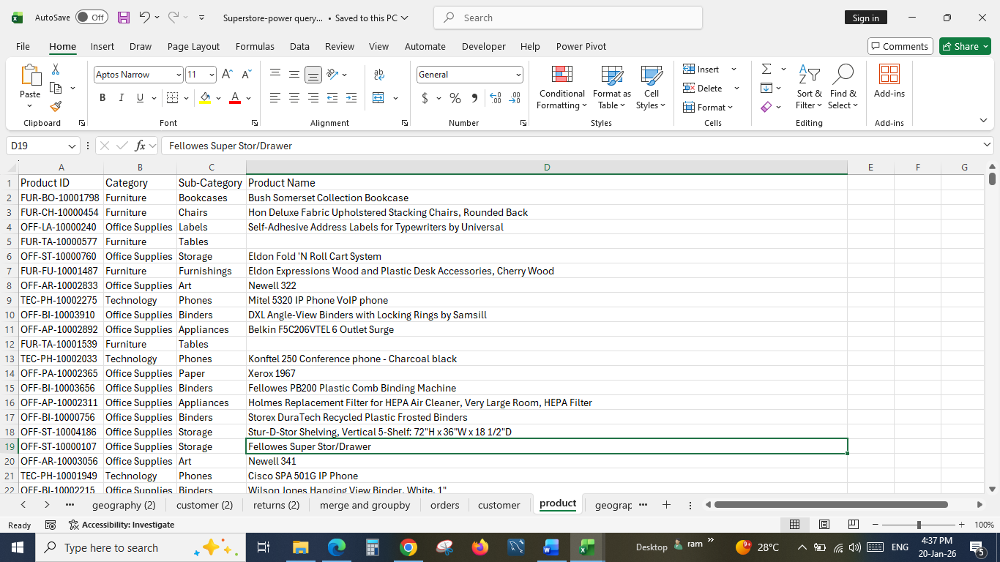 AutoSave Off Superstore-power query... • Saved to this PC Search Sign in
File Home Insert Draw Page Layout Formulas Data Review View Automate Developer Help Power Pivot Comments Share
Paste
Clipboard
Aptos Narrow 11
B I U
Font
Alignment
General
Number
Conditional Formatting
Format as Table
Cell Styles
Styles
Insert
Delete
Format
Cells
Sort & Filter
Find & Select
Editing
Add-ins
Add-ins
D19 fx Fellowes Super Stor/Drawer
A B C D E F G
1 Product ID Category Sub-Category Product Name
2 FUR-BO-10001798 Furniture Bookcases Bush Somerset Collection Bookcase
3 FUR-CH-10000454 Furniture Chairs Hon Deluxe Fabric Upholstered Stacking Chairs, Rounded Back
4 OFF-LA-10000240 Office Supplies Labels Self-Adhesive Address Labels for Typewriters by Universal
5 FUR-TA-10000577 Furniture Tables
6 OFF-ST-10000760 Office Supplies Storage Eldon Fold 'N Roll Cart System
7 FUR-FU-10001487 Furniture Furnishings Eldon Expressions Wood and Plastic Desk Accessories, Cherry Wood
8 OFF-AR-10002833 Office Supplies Art Newell 322
9 TEC-PH-10002275 Technology Phones Mitel 5320 IP Phone VoIP phone
10 OFF-BI-10003910 Office Supplies Binders DXL Angle-View Binders with Locking Rings by Samsill
11 OFF-AP-10002892 Office Supplies Appliances Belkin F5C206VTEL 6 Outlet Surge
12 FUR-TA-10001539 Furniture Tables
13 TEC-PH-10002033 Technology Phones Konftel 250 Conference phone - Charcoal black
14 OFF-PA-10002365 Office Supplies Paper Xerox 1967
15 OFF-BI-10003656 Office Supplies Binders Fellowes PB200 Plastic Comb Binding Machine
16 OFF-AP-10002311 Office Supplies Appliances Holmes Replacement Filter for HEPA Air Cleaner, Very Large Room, HEPA Filter
17 OFF-BI-10000756 Office Supplies Binders Storex DuraTech Recycled Plastic Frosted Binders
18 OFF-ST-10004186 Office Supplies Storage Stur-D-Stor Shelving, Vertical 5-Shelf: 72"H x 36"W x 18 1/2"D
19 OFF-ST-10000107 Office Supplies Storage Fellowes Super Stor/Drawer
20 OFF-AR-10003056 Office Supplies Art Newell 341
21 TEC-PH-10001949 Technology Phones Cisco SPA 501G IP Phone
22 OFF-BI-10002215 Office Supplies Binders Wilson Jones Hanging View Binder, White, 1"
geography (2) customer (2) returns (2) merge and groupby orders customer product geograp
Ready Accessibility: Investigate 100%
Type here to search Desktop ram 9+ 28°C ENG 4:37 PM
20-Jan-26 5